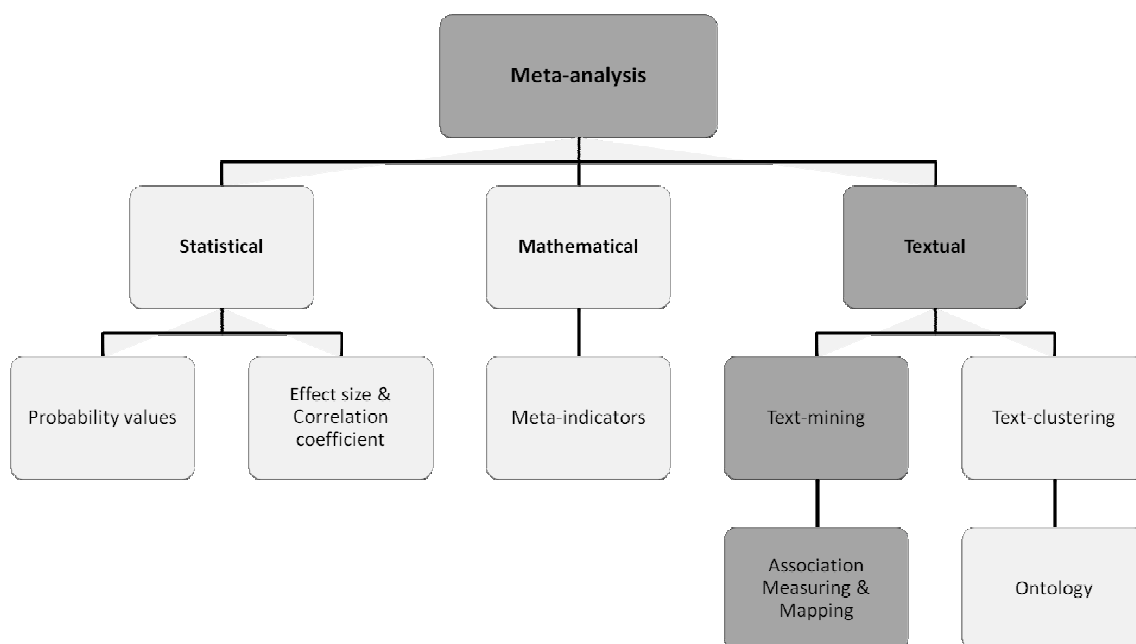 Meta-analysis
Statistical
Mathematical
Textual
Probability values
Effect size &
Correlation
coefficient
Meta-indicators
Text-mining
Text-clustering
Association
Measuring &
Mapping
Ontology